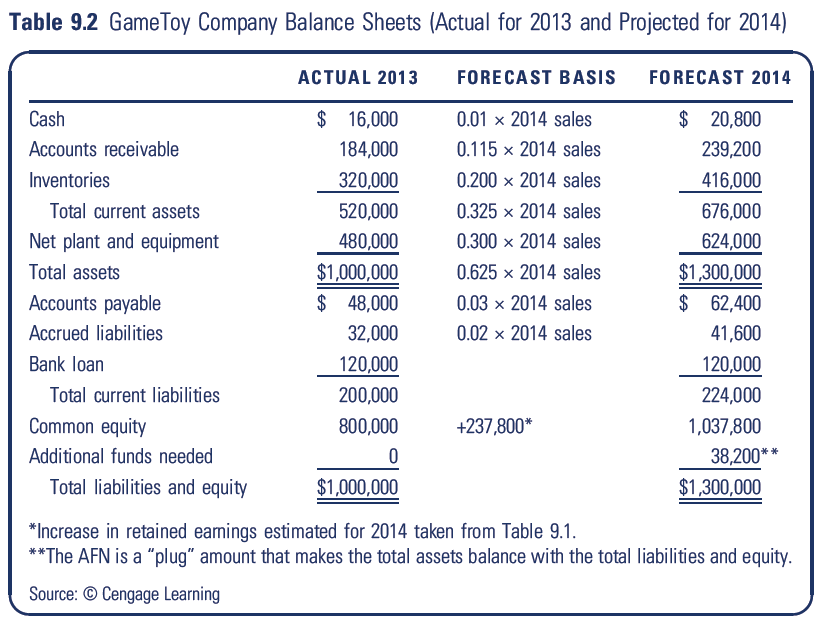 Table 9.2 GameToy Company Balance Sheets (Actual for 2013 and Projected for 2014)
ACTUAL 2013 FORECAST BASIS FORECAST 2014
Cash $ 16,000 0.01 × 2014 sales $ 20,800
Accounts receivable 184,000 0.115 × 2014 sales 239,200
Inventories 320,000 0.200 × 2014 sales 416,000
Total current assets 520,000 0.325 × 2014 sales 676,000
Net plant and equipment 480,000 0.300 × 2014 sales 624,000
Total assets $1,000,000 0.625 × 2014 sales $1,300,000
Accounts payable $ 48,000 0.03 × 2014 sales $ 62,400
Accrued liabilities 32,000 0.02 × 2014 sales 41,600
Bank loan 120,000 120,000
Total current liabilities 200,000 224,000
Common equity 800,000 +237,800* 1,037,800
Additional funds needed 0 38,200**
Total liabilities and equity $1,000,000 $1,300,000
*Increase in retained earnings estimated for 2014 taken from Table 9.1.
**The AFN is a “plug” amount that makes the total assets balance with the total liabilities and equity.
Source: © Cengage Learning